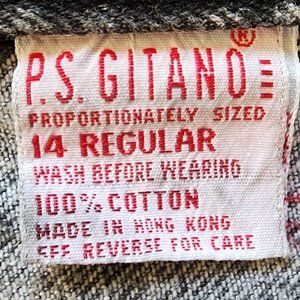 P.S. GITANO ®
PROPORTIONATELY SIZED
14 REGULAR
WASH BEFORE WEARING
100% COTTON
MADE IN HONG KONG
SEE REVERSE FOR CARE